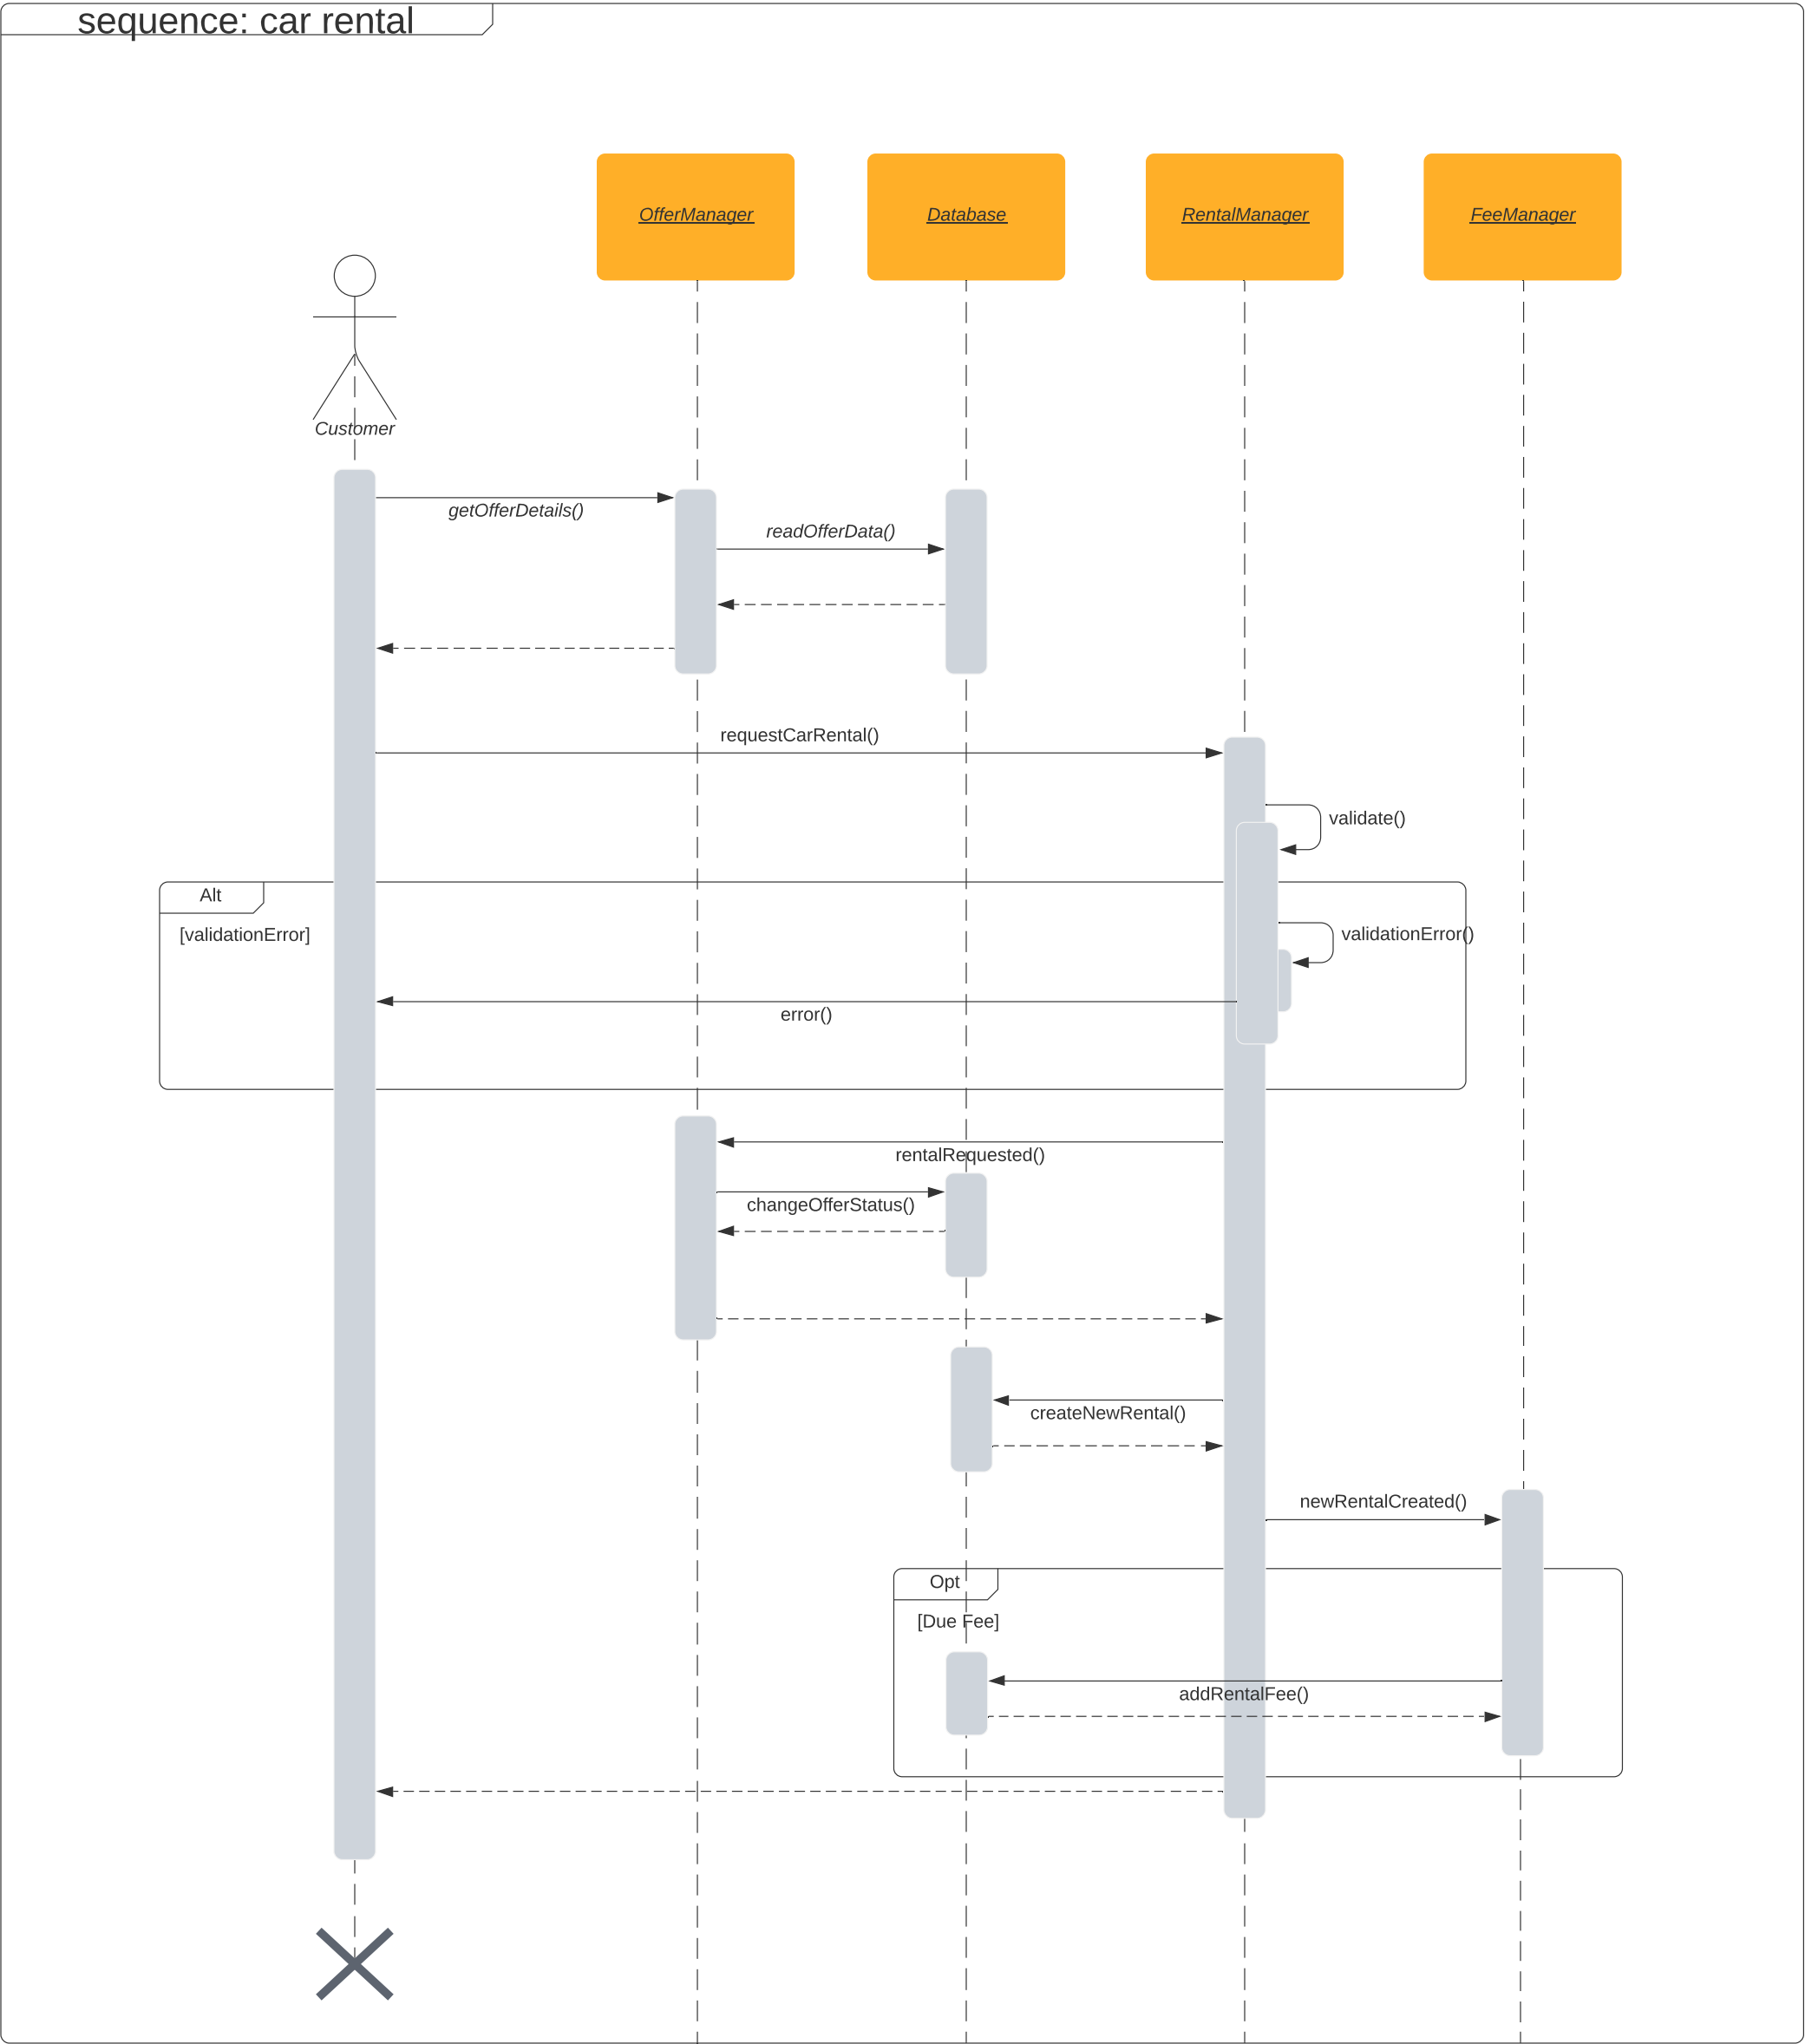 sequence: car rental
OfferManager
Database
RentalManager
FeeManager
Customer
getOfferDetails()
readOfferData()
requestCarRental()
validate()
Alt
[validationError]
validationError()
error()
rentalRequested()
changeOfferStatus()
createNewRental()
newRentalCreated()
Opt
[Due Fee]
addRentalFee()